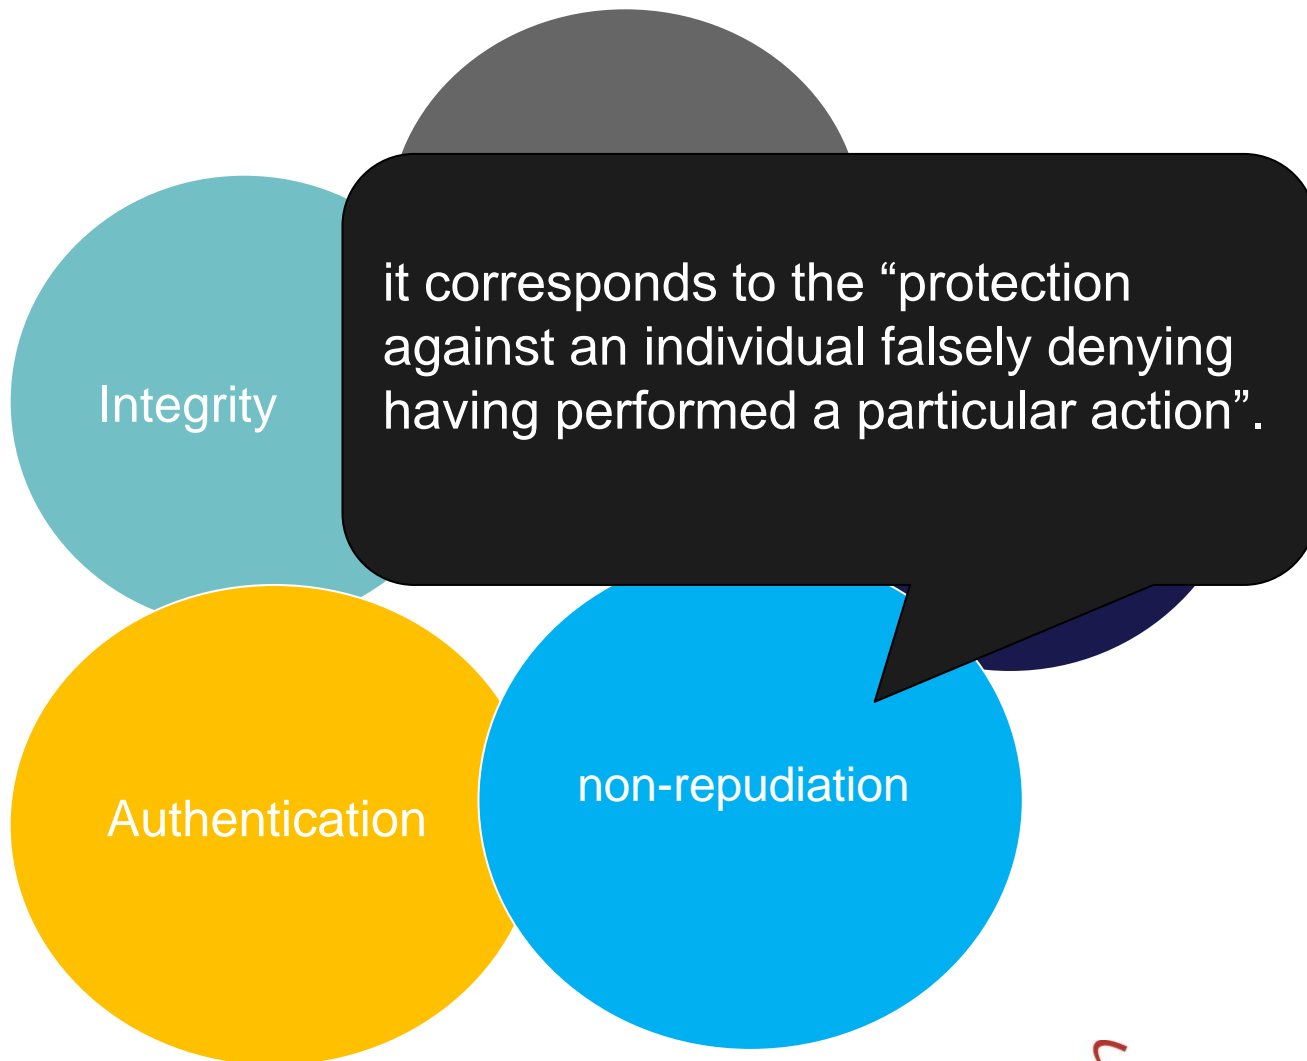 it corresponds to the “protection
against an individual falsely denying
having performed a particular action”.
Integrity
non-repudiation
Authentication